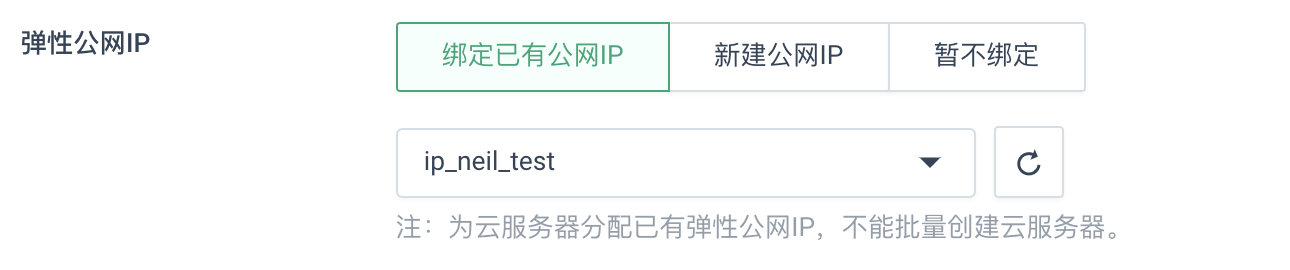 弹性公网IP
绑定已有公网IP 新建公网IP 暂不绑定
ip_neil_test
注：为云服务器分配已有弹性公网IP，不能批量创建云服务器。